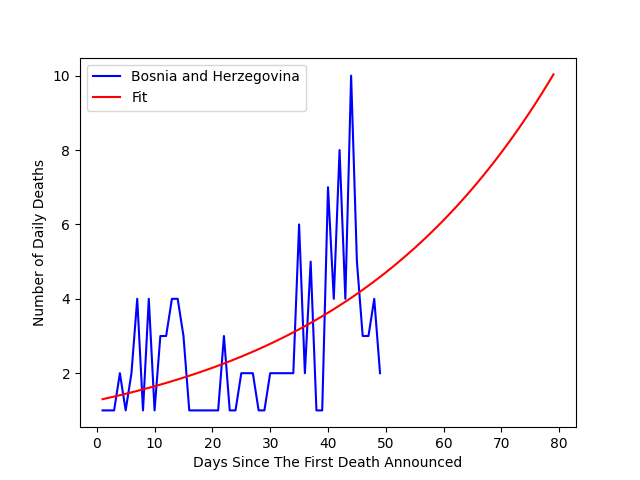 Bosnia and Herzegovina
Fit
10
8
6
4
2
Number of Daily Deaths
0 10 20 30 40 50 60 70 80
Days Since The First Death Announced